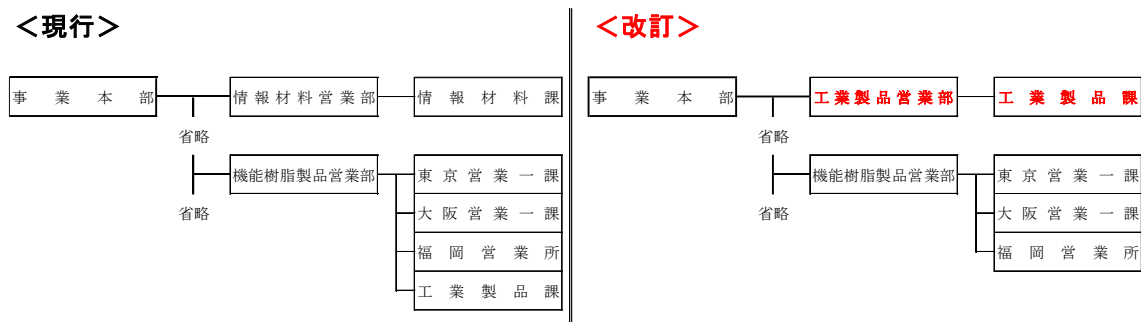 ＜現行＞
事業本部
情報材料営業部
情報材料課
省略
機能樹脂製品営業部
東京営業一課
省略
大阪営業一課
福岡営業所
工業製品課
＜改訂＞
事業本部
工業製品営業部
工業製品課
省略
機能樹脂製品営業部
東京営業一課
省略
大阪営業一課
福岡営業所